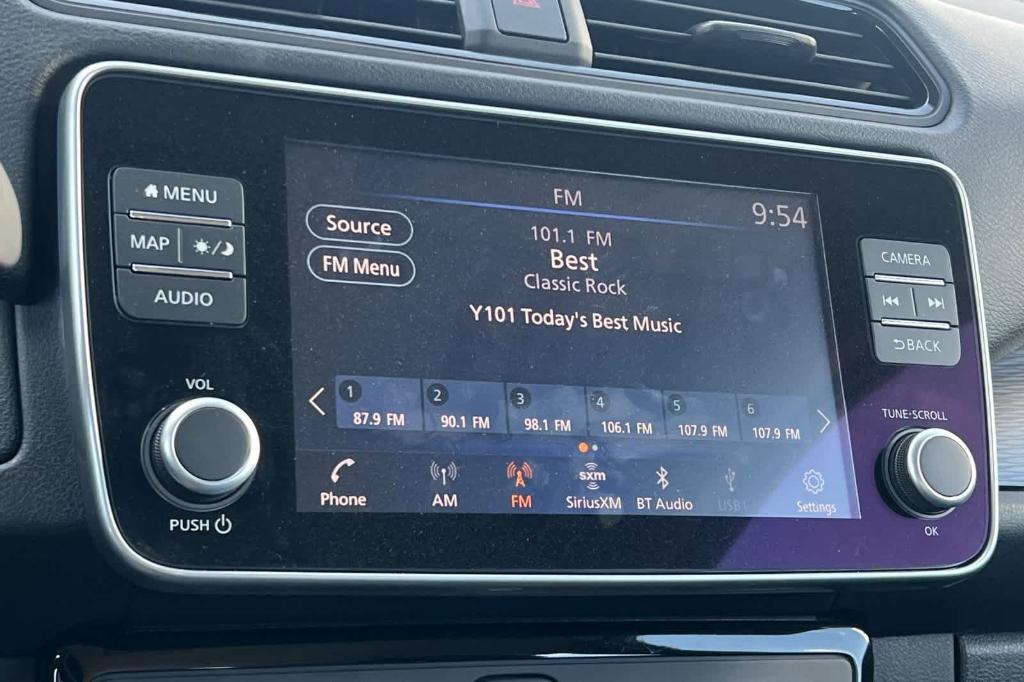 MENU
MAP
AUDIO
VOL
PUSH
FM
9:54
Source
FM Menu
101.1 FM
Best
Classic Rock
Y101 Today's Best Music
1 2 3 4 5 6
87.9 FM 90.1 FM 98.1 FM 106.1 FM 107.9 FM 107.9 FM
sxm
Phone AM FM SiriusXM BT Audio USB1 Settings
CAMERA
BACK
TUNE·SCROLL
OK